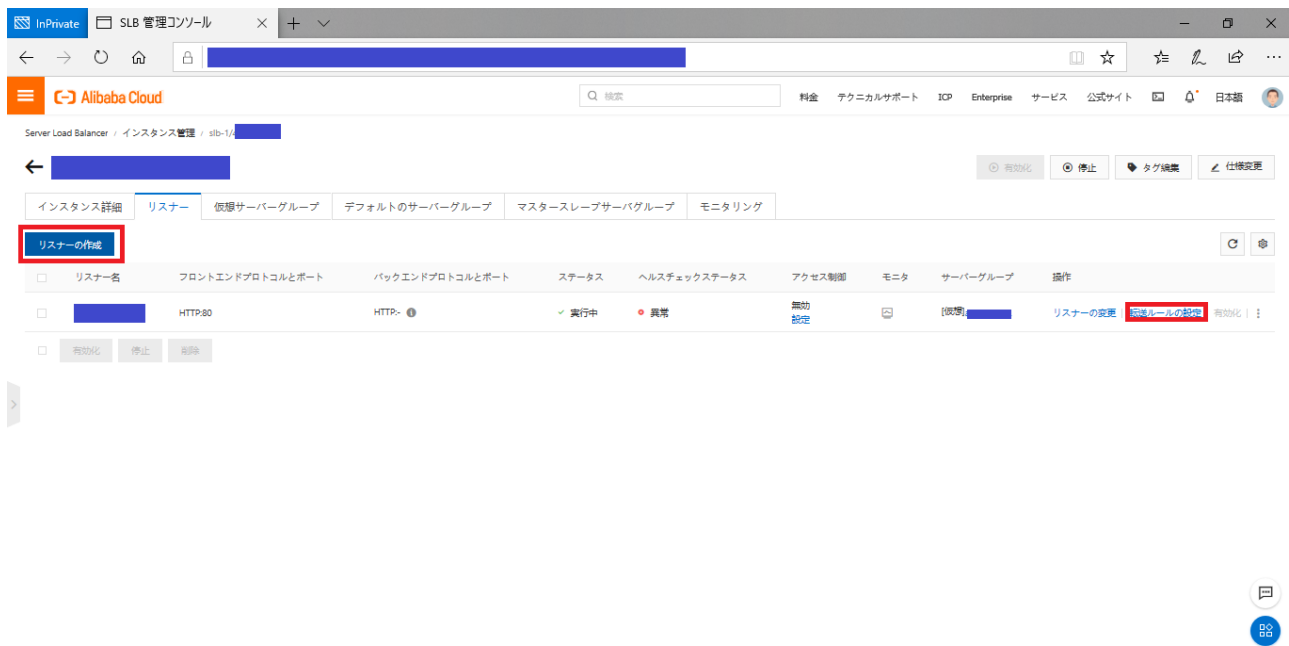 InPrivate SLB 管理コンソール
Alibaba Cloud 検索 料金 テクニカルサポート ICP Enterprise サービス 公式サイト 日本語
Server Load Balancer / インスタンス管理 / slb-1/
有効化 停止 タグ編集 仕様変更
インスタンス詳細 リスナー 仮想サーバーグループ デフォルトのサーバーグループ マスタースレーブサーバグループ モニタリング
リスナーの作成
リスナー名 フロントエンドプロトコルとポート バックエンドプロトコルとポート ステータス ヘルスチェックステータス アクセス制御 モニタ サーバーグループ 操作
HTTP:80 HTTP:- 実行中 異常 無効 [仮想] リスナーの変更 転送ルールの設定 有効化
設定
有効化 停止 削除